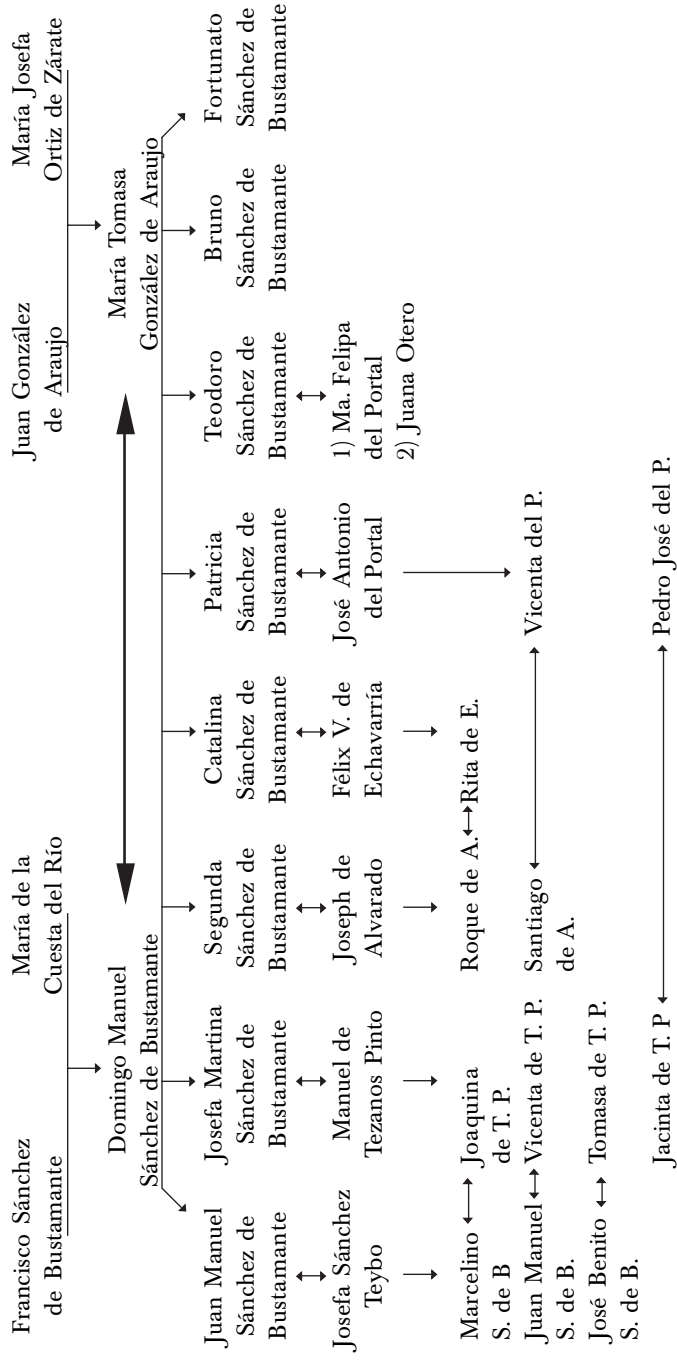 Francisco Sánchez
de Bustamante
María de la
Cuesta del Río
Juan González
de Araujo
María Josefa
Ortiz de Zárate
Domingo Manuel
Sánchez de Bustamante
María Tomasa
González de Araujo
Juan Manuel
Sánchez de
Bustamante
Josefa Martina
Sánchez de
Bustamante
Segunda
Sánchez de
Bustamante
Catalina
Sánchez de
Bustamante
Patricia
Sánchez de
Bustamante
Teodoro
Sánchez de
Bustamante
Bruno
Sánchez de
Bustamante
Fortunato
Sánchez de
Bustamante
Josefa Sánchez
Teybo
Manuel de
Tezanos Pinto
Joseph de
Alvarado
Félix V. de
Echavarría
José Antonio
del Portal
1) Ma. Felipa
del Portal
2) Juana Otero
Marcelino
S. de B
Joaquina
de T. P.
Roque de A.
Rita de E.
Juan Manuel
S. de B.
Vicenta de T. P.
Santiago
de A.
Vicenta del P.
José Benito
S. de B.
Tomasa de T. P.
Jacinta de T. P
Pedro José del P.